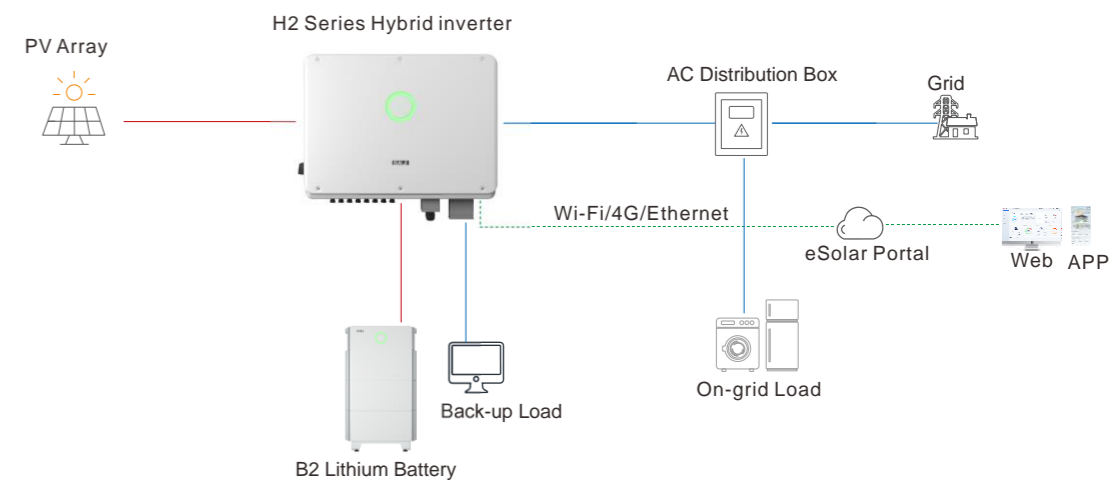 H2 Series Hybrid inverter
PV Array
AC Distribution Box
Grid
Wi-Fi/4G/Ethernet
eSolar Portal
Web
APP
On-grid Load
Back-up Load
B2 Lithium Battery